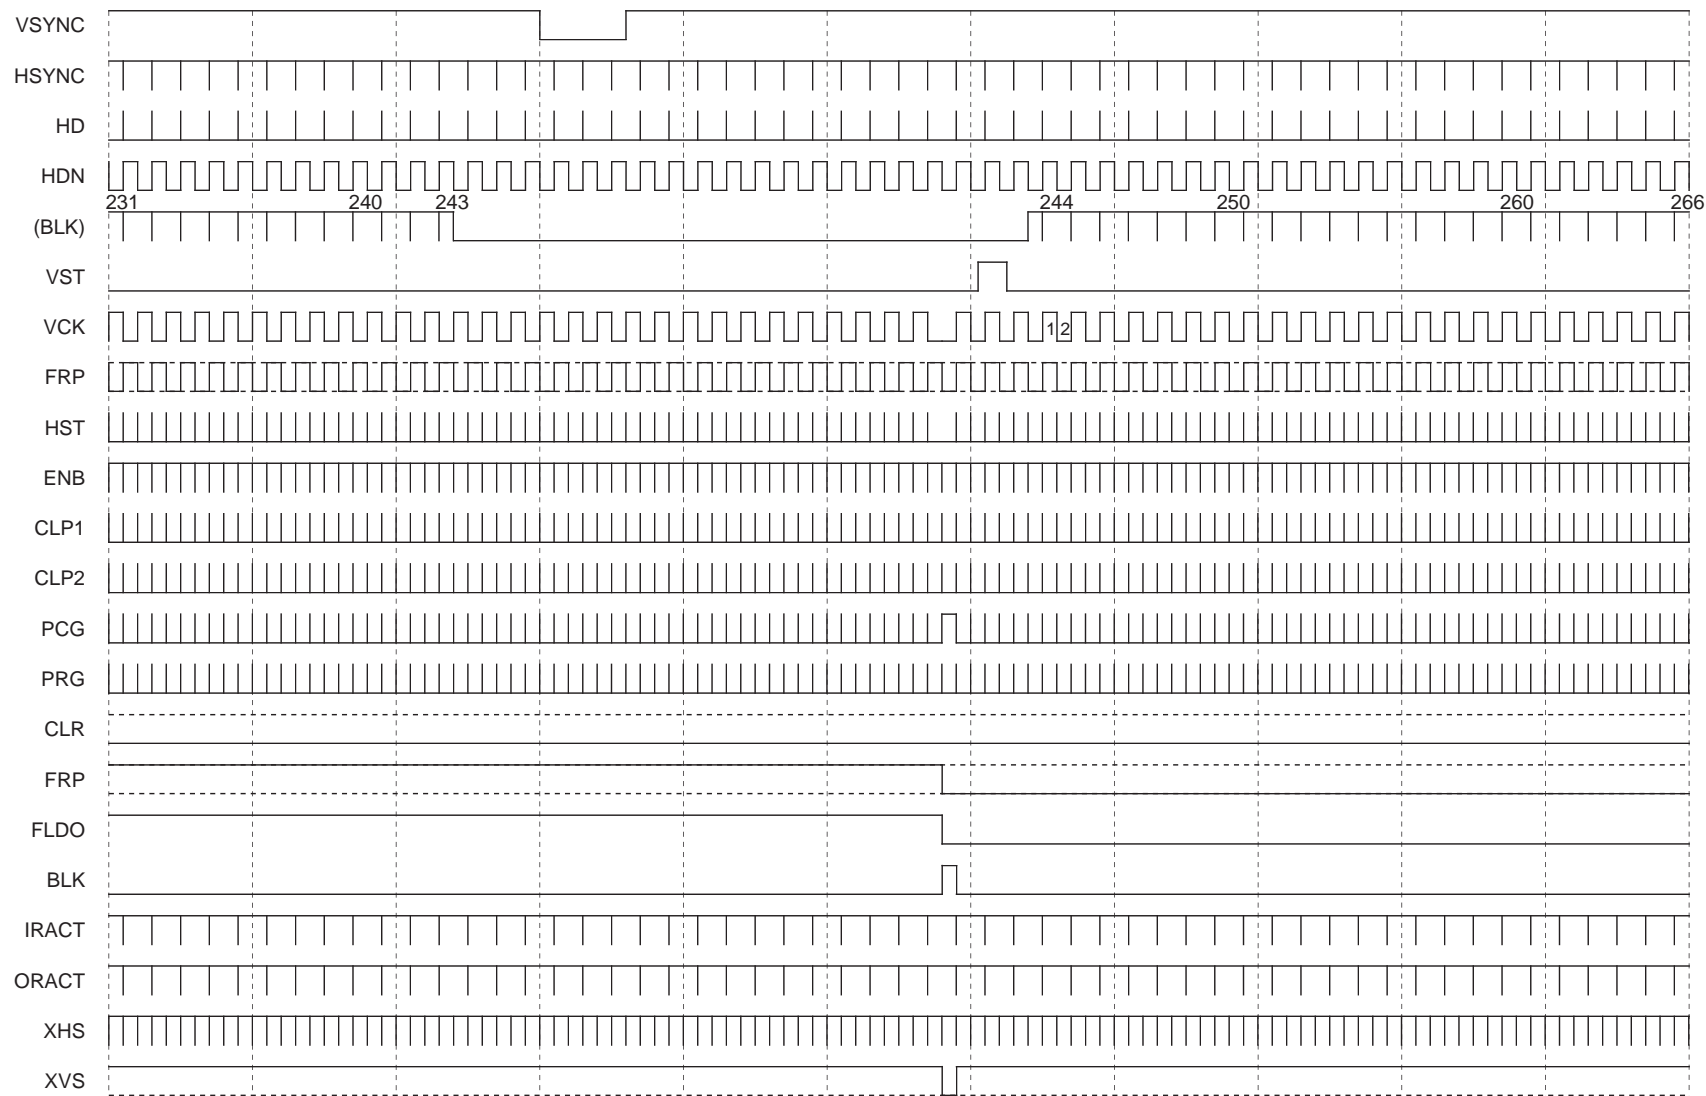 VSYNC
HSYNC
HD
HDN
231 240 243 244 250 260 266
(BLK)
VST
VCK 1 2
FRP
HST
ENB
CLP1
CLP2
PCG
PRG
CLR
FRP
FLDO
BLK
IRACT
ORACT
XHS
XVS